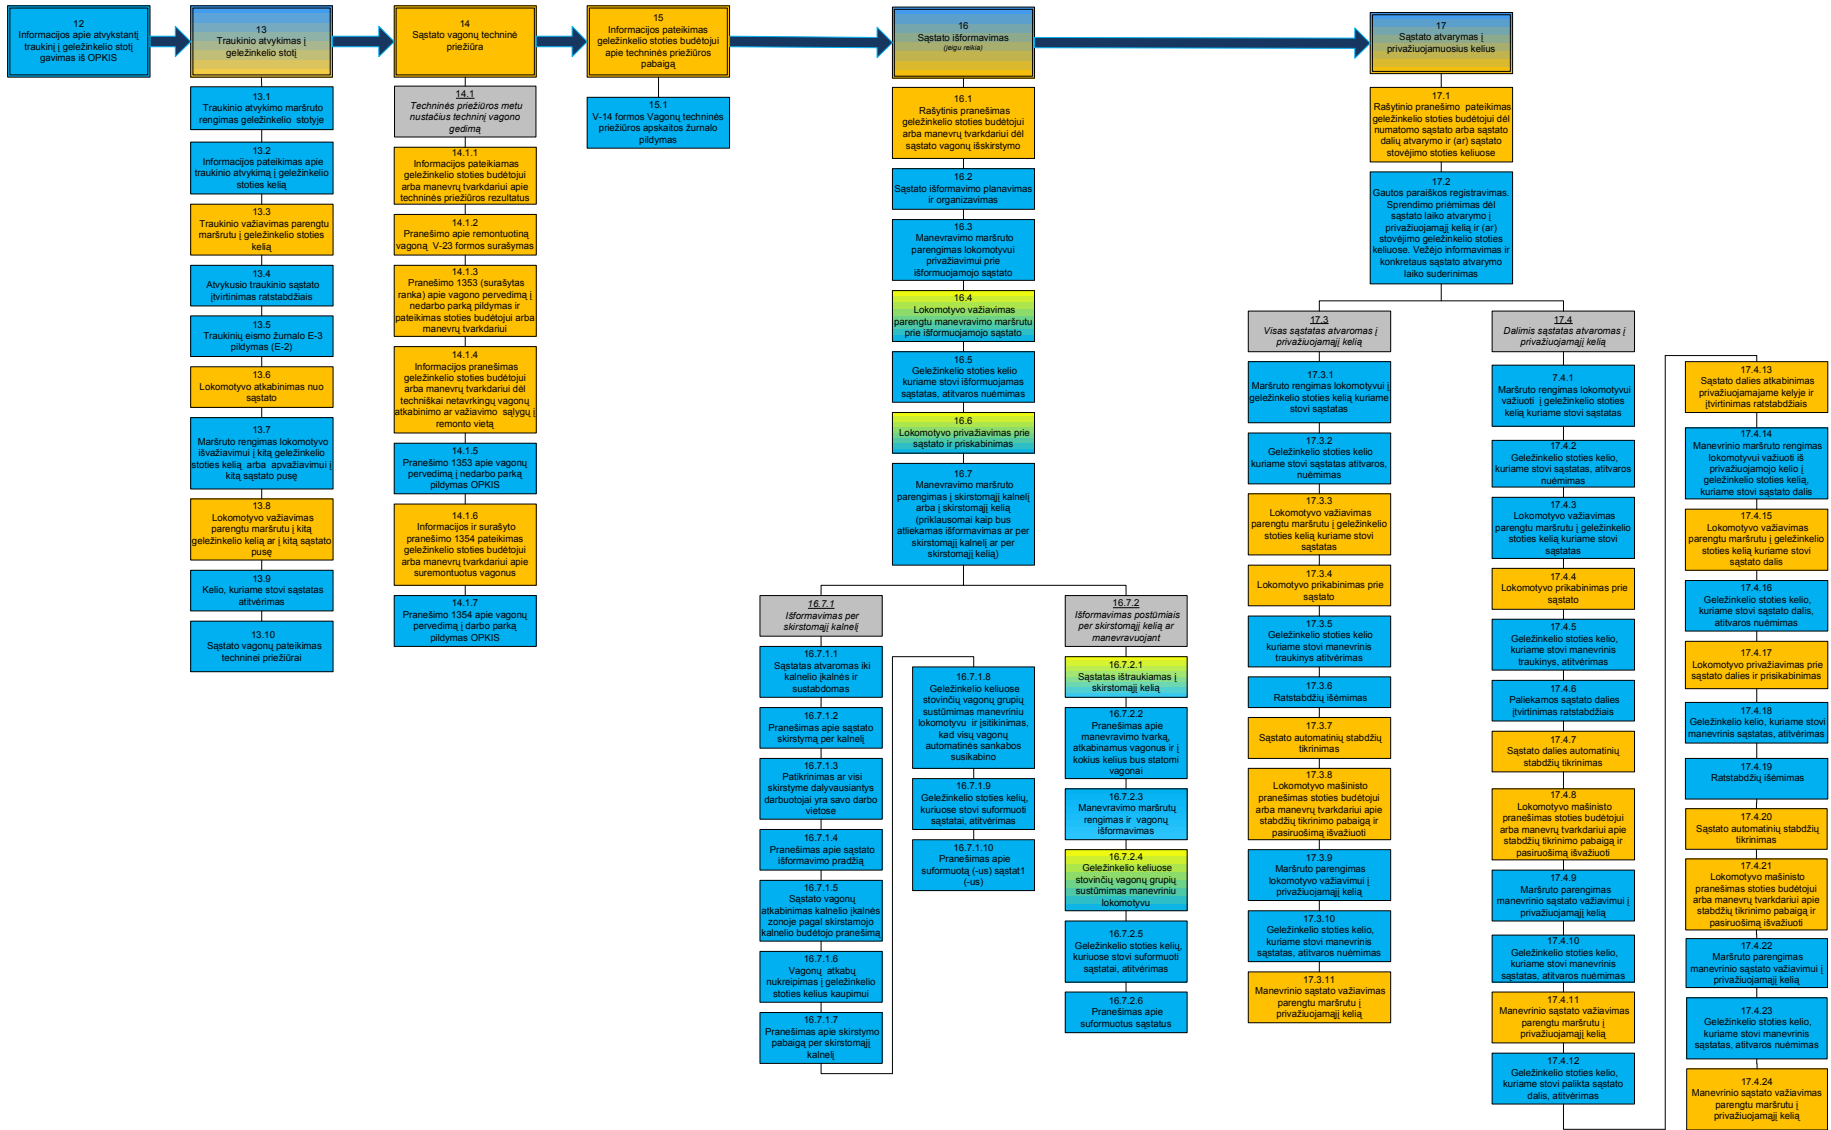 12
Informacijos apie atvykstantį
traukinį į geležinkelio stotį
gavimas iš OPKIS
13
Traukinio atvykimas į
geležinkelio stotį
14
Sąstato vagonų techninė
priežiūra
15
Informacijos pateikimas
geležinkelio stoties budėtojui
apie techninės priežiūros
pabaigą
16
Sąstato išformavimas
(jeigu reikia)
17
Sąstato atvarymas į
privažiuojamuosius kelius
13.1
Traukinio atvykimo maršruto
rengimas geležinkelio stotyje
13.2
Informacijos pateikimas apie
traukinio atvykimą į geležinkelio
stoties kelią
13.3
Traukinio važiavimas parengtu
maršrutu į geležinkelio stoties
kelią
13.4
Atvykusio traukinio sąstato
įtvirtinimas ratstabdžiais
13.5
Traukinių eismo žurnalo E-3
pildymas (E-2)
13.6
Lokomotyvo atkabinimas nuo
sąstato
13.7
Maršruto rengimas lokomotyvo
išvažiavimui į kitą geležinkelio
stoties kelią arba apvažiavimui į
kitą sąstato pusę
13.8
Lokomotyvo važiavimas
parengtu maršrutu į kitą
geležinkelio kelią ar į kitą sąstato
pusę
13.9
Kelio, kuriame stovi sąstatas
atitvėrimas
13.10
Sąstato vagonų pateikimas
techninei priežiūrai
14.1
Techninės priežiūros metu
nustačius techninį vagono
gedimą
14.1.1
Informacijos pateikiamas
geležinkelio stoties budėtojui
arba manevrų tvarkdariui apie
techninės priežiūros rezultatus
14.1.2
Pranešimo apie remontuotiną
vagoną V-23 formos surašymas
14.1.3
Pranešimo 1353 (surašytas
ranka) apie vagono pervedimą į
nedarbo parką pildymas ir
pateikimas stoties budėtojui arba
manevrų tvarkdariui
14.1.4
Informacijos pranešimas
geležinkelio stoties budėtojui
arba manevrų tvarkdariui dėl
techniškai netavrkingų vagonų
atkabinimo ar važiavimo sąlygų į
remonto vietą
14.1.5
Pranešimo 1353 apie vagonų
pervedimą į nedarbo parką
pildymas OPKIS
14.1.6
Informacijos ir surašyto
pranešimo 1354 pateikimas
geležinkelio stoties budėtojui
arba manevrų tvarkdariui apie
suremontuotus vagonus
14.1.7
Pranešimo 1354 apie vagonų
pervedimą į darbo parką
pildymas OPKIS
15.1
V-14 formos Vagonų techninės
priežiūros apskaitos žurnalo
pildymas
16.1
Rašytinis pranešimas
geležinkelio stoties budėtojui
arba manevrų tvarkdariui dėl
sąstato vagonų išskirstymo
16.2
Sąstato išformavimo planavimas
ir organizavimas
16.3
Manevravimo maršruto
parengimas lokomotyvui
privažiavimui prie
išformuojamojo sąstato
16.4
Lokomotyvo važiavimas
parengtu manevravimo maršrutu
prie išformuojamojo sąstato
16.5
Geležinkelio stoties kelio
kuriame stovi išformuojamas
sąstatas, atitvaros nuėmimas
16.6
Lokomotyvo privažiavimas prie
sąstato ir priskabinimas
16.7
Manevravimo maršruto
parengimas į skirstomąjį kalnelį
arba į skirstomąjį kelią
(priklausomai kaip bus
atliekamas išformavimas ar per
skirstomąjį kalnelį ar per
skirstomąjį kelią)
16.7.1
Išformavimas per
skirstomąjį kalnelį
16.7.1.1
Sąstatas atvaromas iki
kalnelio įkalnės ir
sustabdomas
16.7.1.2
Pranešimas apie sąstato
skirstymą per kalnelį
16.7.1.3
Patikrinimas ar visi
skirstyme dalyvausiantys
darbuotojai yra savo darbo
vietose
16.7.1.4
Pranešimas apie sąstato
išformavimo pradžią
16.7.1.5
Sąstato vagonų
atkabinimas kalnelio įkalnės
zonoje pagal skirstamojo
kalnelio budėtojo pranešimą
16.7.1.6
Vagonų atkabų
nukreipimas į geležinkelio
stoties kelius kaupimui
16.7.1.7
Pranešimas apie skirstymo
pabaigą per skirstomąjį
kalnelį
16.7.1.8
Geležinkelio keliuose
stovinčių vagonų grupių
sustūmimas manevriniu
lokomotyvu ir įsitikinimas,
kad visų vagonų
automatinės sankabos
susikabino
16.7.1.9
Geležinkelio stoties kelių,
kuriuose stovi suformuoti
sąstatai, atitvėrimas
16.7.1.10
Pranešimas apie
suformuotą (-us) sąstat1
(-us)
16.7.2
Išformavimas postūmiais
per skirstomąjį kelią ar
manevravuojant
16.7.2.1
Sąstatas ištraukiamas į
skirstomąjį kelią
16.7.2.2
Pranešimas apie
manevravimo tvarką,
atkabinamus vagonus ir į
kokius kelius bus statomi
vagonai
16.7.2.3
Manevravimo maršrutų
rengimas ir vagonų
išformavimas
16.7.2.4
Geležinkelio keliuose
stovinčių vagonų grupių
sustūmimas manevriniu
lokomotyvu
16.7.2.5
Geležinkelio stoties kelių,
kuriuose stovi suformuoti
sąstatai, atitvėrimas
16.7.2.6
Pranešimas apie
suformuotus sąstatus
17.1
Rašytinio pranešimo pateikimas
geležinkelio stoties budėtojui dėl
numatomo sąstato arba sąstato
dalių atvarymo ir (ar) sąstato
stovėjimo stoties keliuose
17.2
Gautos paraiškos registravimas.
Sprendimo priėmimas dėl
sąstato laiko atvarymo į
privažiuojamąjį kelią ir (ar)
stovėjimo geležinkelio stoties
keliuose. Vežėjo informavimas ir
konkretaus sąstato atvarymo
laiko suderinimas
17.3
Visas sąstatas atvaromas į
privažiuojamąjį kelią
17.3.1
Maršruto rengimas lokomotyvui į
geležinkelio stoties kelią kuriame
stovi sąstatas
17.3.2
Geležinkelio stoties kelio
kuriame stovi sąstatas atitvaros,
nuėmimas
17.3.3
Lokomotyvo važiavimas
parengtu maršrutu į geležinkelio
stoties kelią kuriame stovi
sąstatas
17.3.4
Lokomotyvo prikabinimas prie
sąstato
17.3.5
Geležinkelio stoties kelio
kuriame stovi manevrinis
traukinys atitvėrimas
17.3.6
Ratstabdžių išėmimas
17.3.7
Sąstato automatinių stabdžių
tikrinimas
17.3.8
Lokomotyvo mašinisto
pranešimas stoties budėtojui
arba manevrų tvarkdariui apie
stabdžių tikrinimo pabaigą ir
pasiruošimą išvažiuoti
17.3.9
Maršruto parengimas
lokomotyvo važiavimui į
privažiuojamąjį kelią
17.3.10
Geležinkelio stoties kelio,
kuriame stovi manevrinis
sąstatas, atitvaros nuėmimas
17.3.11
Manevrinio sąstato važiavimas
parengtu maršrutu į
privažiuojamąjį kelią
17.4
Dalimis sąstatas atvaromas į
privažiuojamąjį kelią
7.4.1
Maršruto rengimas lokomotyvui
važiuoti į geležinkelio stoties
kelią kuriame stovi sąstatas
17.4.2
Geležinkelio stoties kelio,
kuriame stovi sąstatas, atitvaros
nuėmimas
17.4.3
Lokomotyvo važiavimas
parengtu maršrutu į geležinkelio
stoties kelią kuriame stovi
sąstatas
17.4.4
Lokomotyvo prikabinimas prie
sąstato
17.4.5
Geležinkelio stoties kelio,
kuriame stovi manevrinis
traukinys, atitvėrimas
17.4.6
Paliekamos sąstato dalies
įtvirtinimas ratstabdžiais
17.4.7
Sąstato dalies automatinių
stabdžių tikrinimas
17.4.8
Lokomotyvo mašinisto
pranešimas stoties budėtojui
arba manevrų tvarkdariui apie
stabdžių tikrinimo pabaigą ir
pasiruošimą išvažiuoti
17.4.9
Maršruto parengimas
manevrinio sąstato važiavimui į
privažiuojamąjį kelią
17.4.10
Geležinkelio stoties kelio,
kuriame stovi manevrinis
sąstatas, atitvaros nuėmimas
17.4.11
Manevrinio sąstato važiavimas
parengtu maršrutu į
privažiuojamąjį kelią
17.4.12
Geležinkelio stoties kelio,
kuriame stovi palikta sąstato
dalis, atitvėrimas
17.4.13
Sąstato dalies atkabinimas
privažiuojamajame kelyje ir
įtvirtinimas ratstabdžiais
17.4.14
Manevrinio maršruto rengimas
lokomotyvui važiuoti iš
privažiuojamojo kelio į
geležinkelio stoties kelią,
kuriame stovi sąstato dalis
17.4.15
Lokomotyvo važiavimas
parengtu maršrutu į geležinkelio
stoties kelią kuriame stovi
sąstato dalis
17.4.16
Geležinkelio stoties kelio,
kuriame stovi sąstato dalis,
atitvaros nuėmimas
17.4.17
Lokomotyvo privažiavimas prie
sąstato dalies ir prisikabinimas
17.4.18
Geležinkelio kelio, kuriame stovi
manevrinis sąstatas, atitvėrimas
17.4.19
Ratstabdžių išėmimas
17.4.20
Sąstato automatinių stabdžių
tikrinimas
17.4.21
Lokomotyvo mašinisto
pranešimas stoties budėtojui
arba manevrų tvarkdariui apie
stabdžių tikrinimo pabaigą ir
pasiruošimą išvažiuoti
17.4.22
Maršruto parengimas
manevrinio sąstato važiavimui į
privažiuojamąjį kelią
17.4.23
Geležinkelio stoties kelio,
kuriame stovi manevrinis
sąstatas, atitvaros nuėmimas
17.4.24
Manevrinio sąstato važiavimas
parengtu maršrutu į
privažiuojamąjį kelią